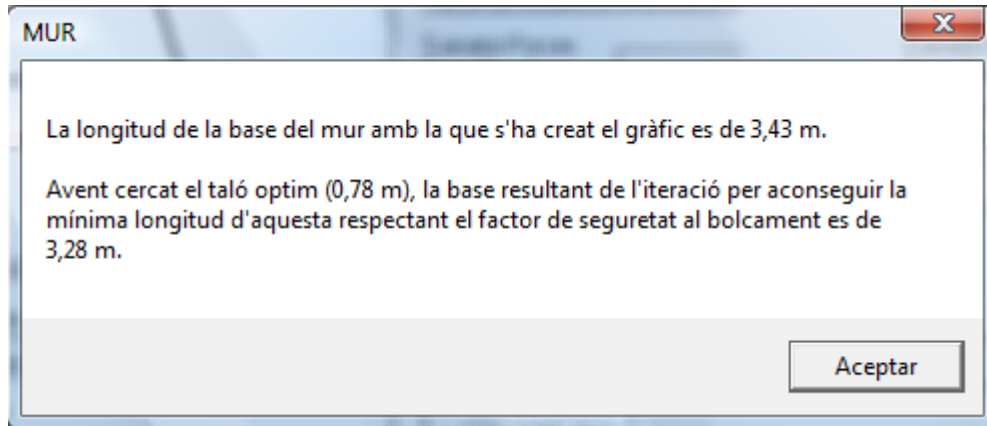 MUR
La longitud de la base del mur amb la que s'ha creat el gràfic es de 3,43 m.
Avent cercat el taló optim (0,78 m), la base resultant de l'iteració per aconseguir la
mínima longitud d'aquesta respectant el factor de seguretat al bolcament es de
3,28 m.
Aceptar